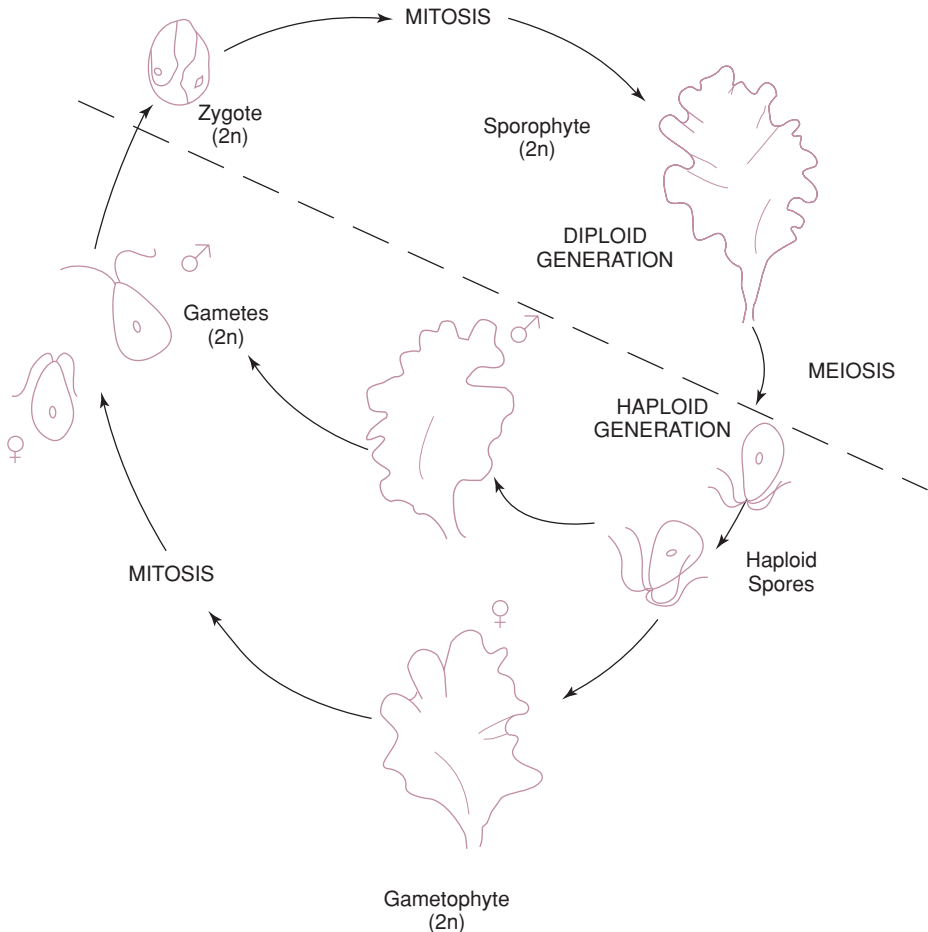 MITOSIS
Zygote
(2n)
Sporophyte
(2n)
DIPLOID
GENERATION
♂
Gametes
(2n)
♂
MEIOSIS
HAPLOID
GENERATION
♀
Haploid
Spores
MITOSIS
♀
Gametophyte
(2n)